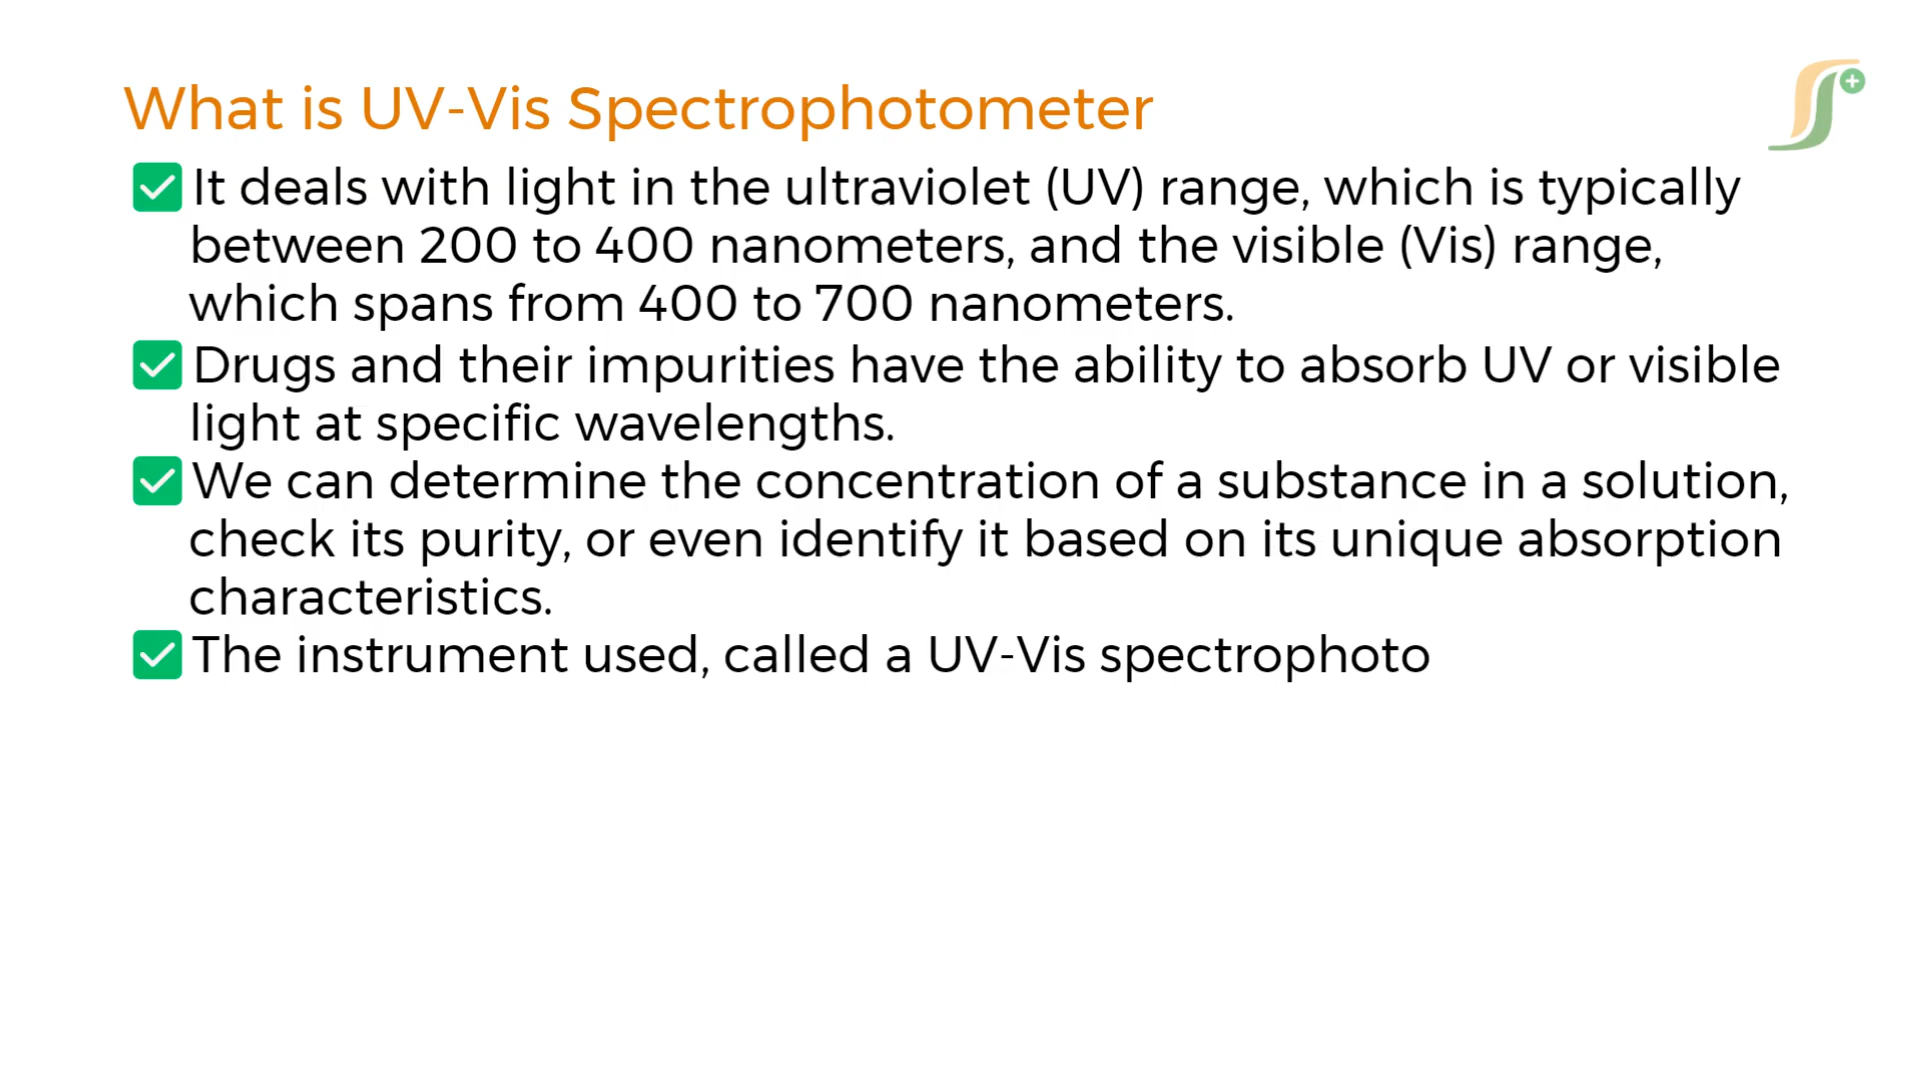 What is UV-Vis Spectrophotometer
It deals with light in the ultraviolet (UV) range, which is typically
between 200 to 400 nanometers, and the visible (Vis) range,
which spans from 400 to 700 nanometers.
Drugs and their impurities have the ability to absorb UV or visible
light at specific wavelengths.
We can determine the concentration of a substance in a solution,
check its purity, or even identify it based on its unique absorption
characteristics.
The instrument used, called a UV-Vis spectrophoto